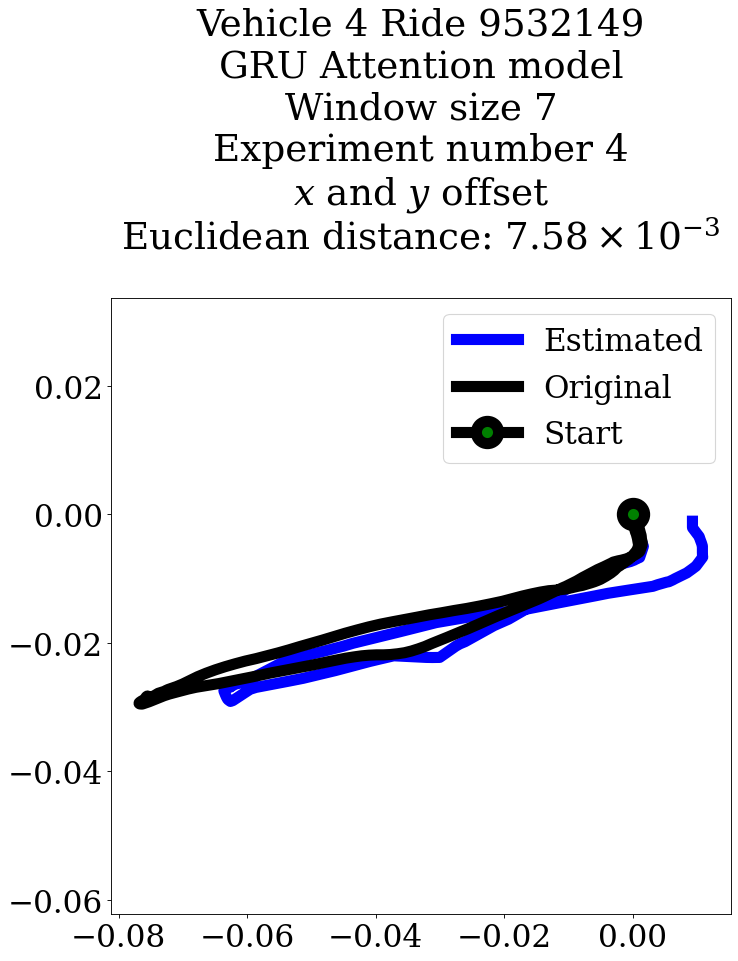 Vehicle 4 Ride 9532149
GRU Attention model
Window size 7
Experiment number 4
x and y offset
Euclidean distance: 7.58 × 10⁻³
Estimated
Original
Start
0.02
0.00
−0.02
−0.04
−0.06
−0.08 −0.06 −0.04 −0.02 0.00